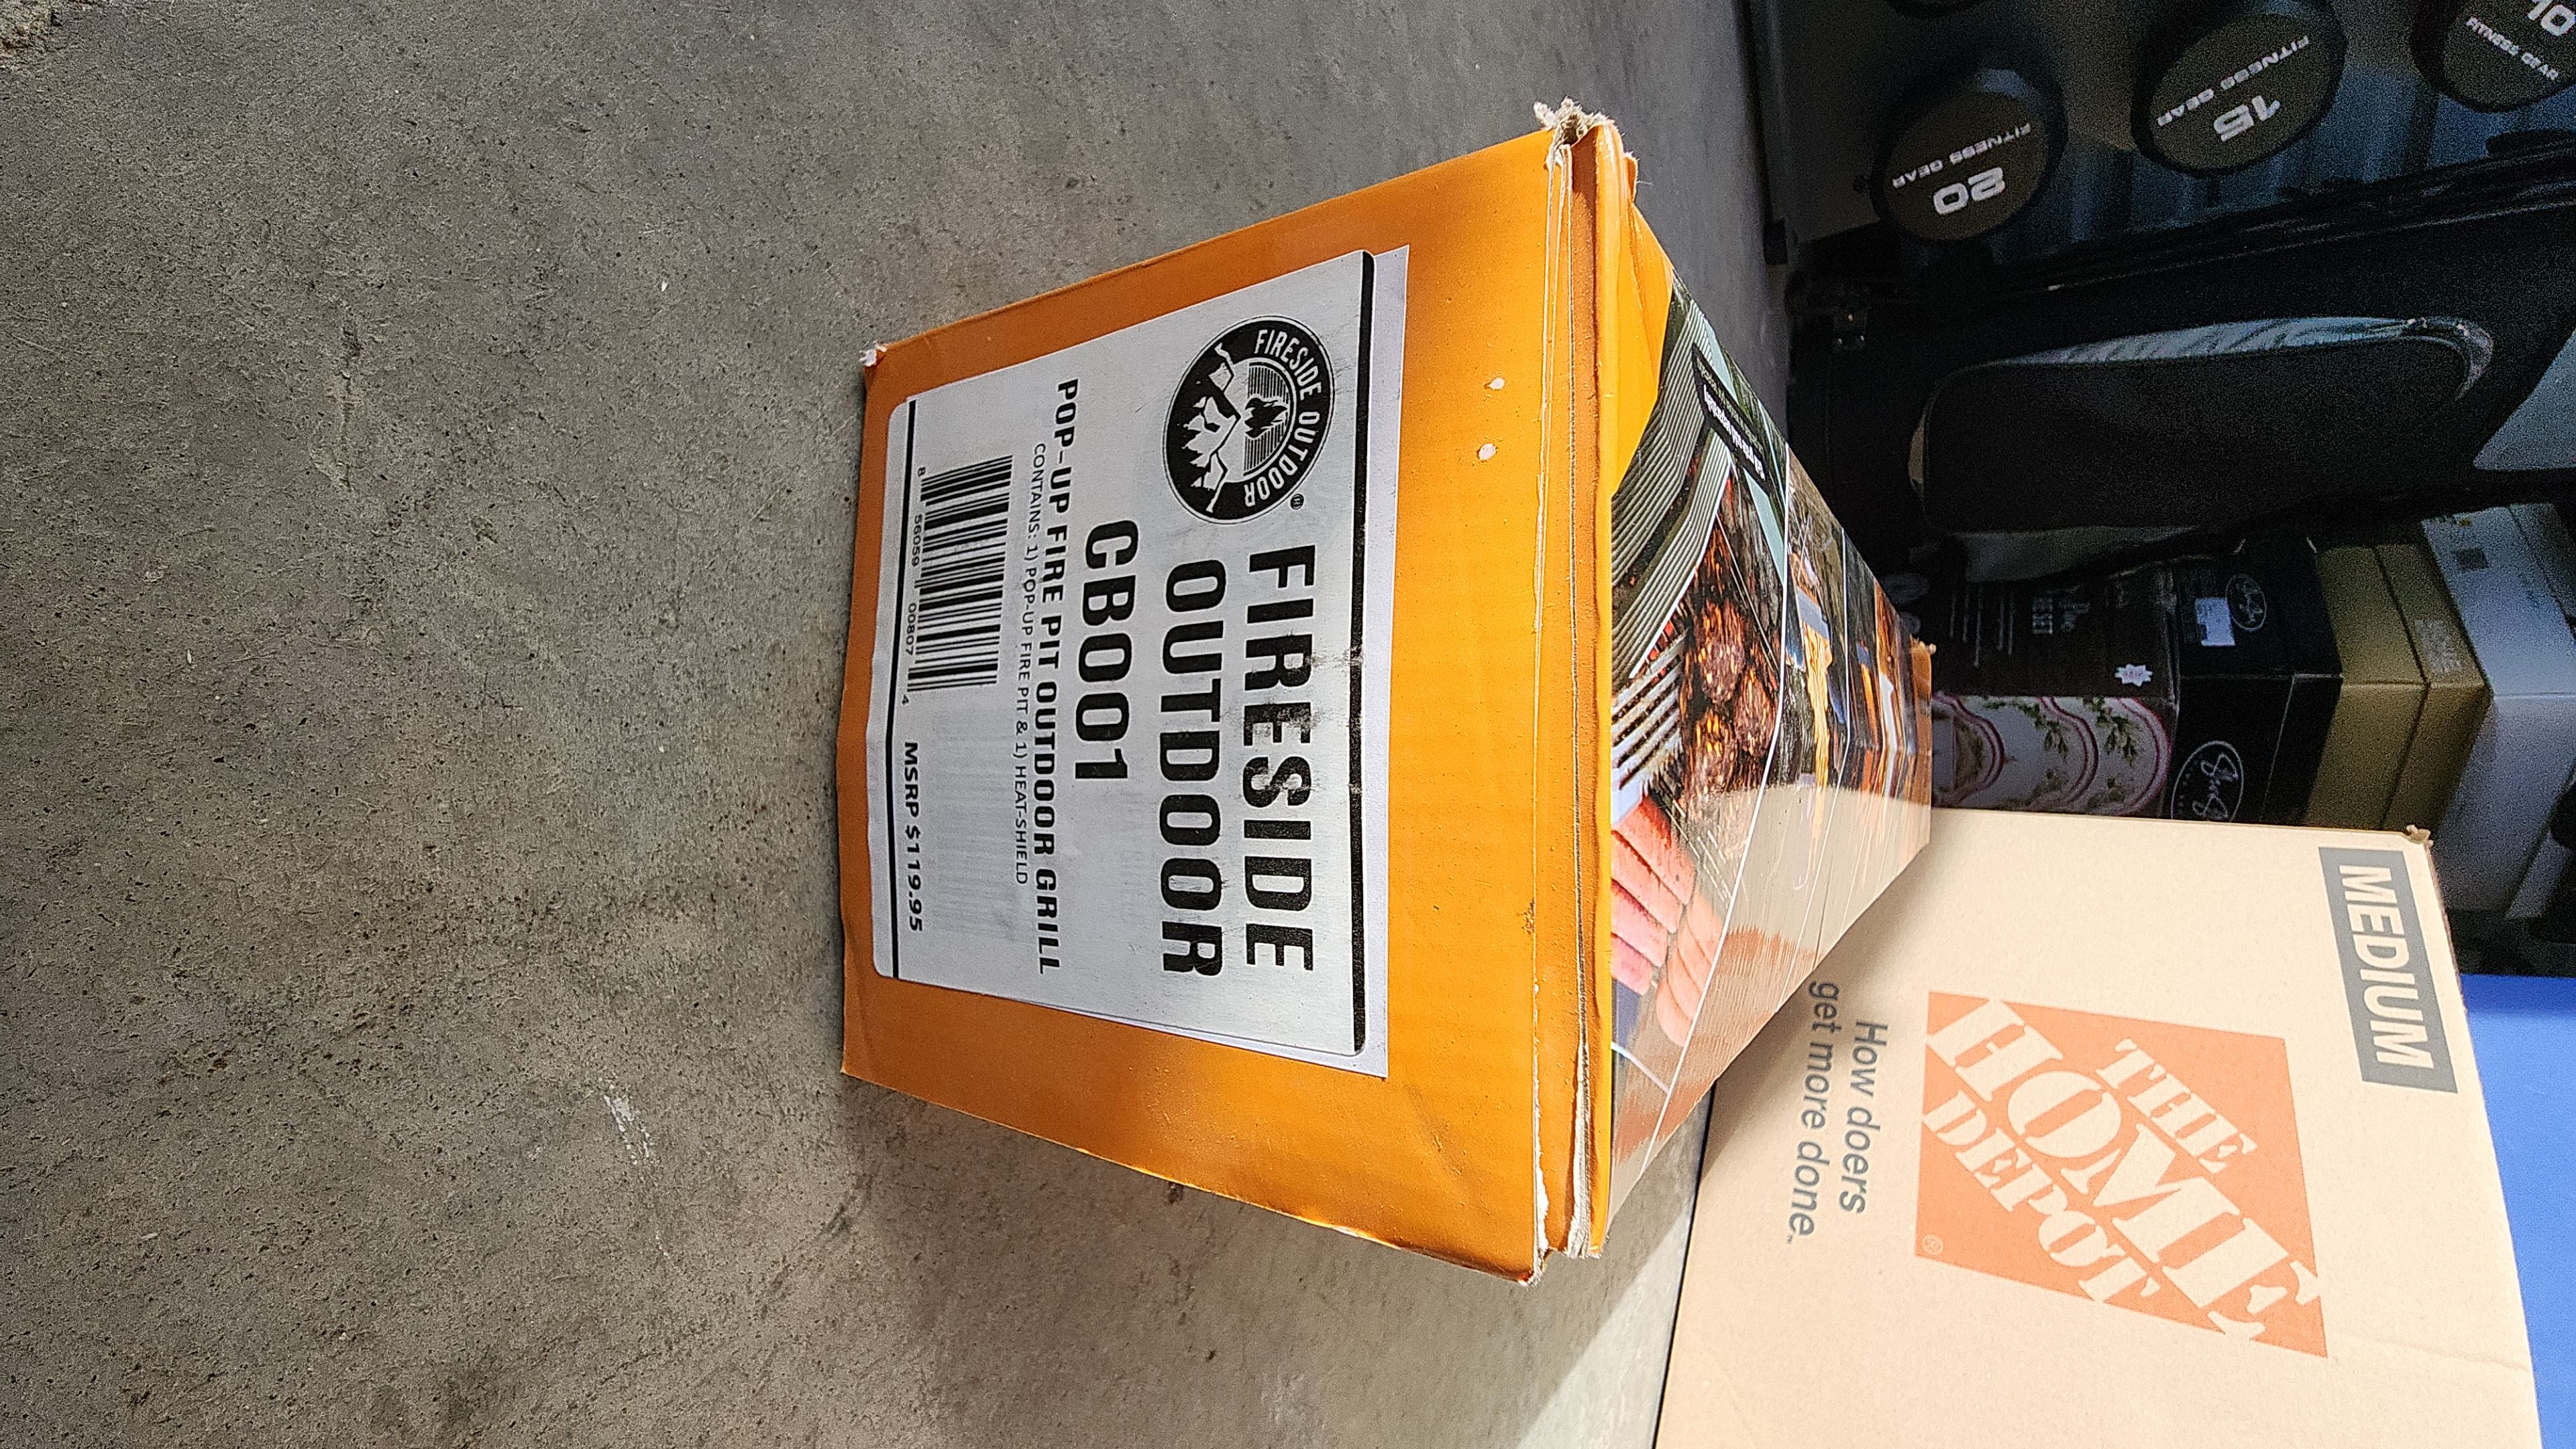 FIRESIDE OUTDOOR
®
FIRESIDE
OUTDOOR
CB001
POP-UP FIRE PIT OUTDOOR GRILL
CONTAINS: 1) POP-UP FIRE PIT & 1) HEAT-SHIELD
8 56059 00807 4
MSRP $119.95
MEDIUM
THE
HOME
DEPOT
®
How doers
get more done.
20
FITNESS GEAR
15
FITNESS GEAR
10
FITNESS GEAR